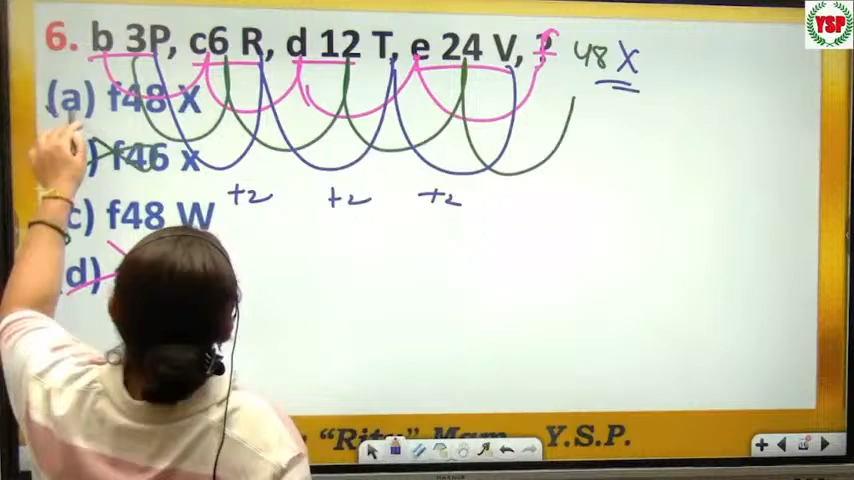 6. b 3P, c6 R, d 12 T, e 24 V, ? f 48 X
(a) f48 X
) f46 x
c) f48 W
(d)
+2 +2 +2
"Ritu" Mam Y.S.P.
YSP